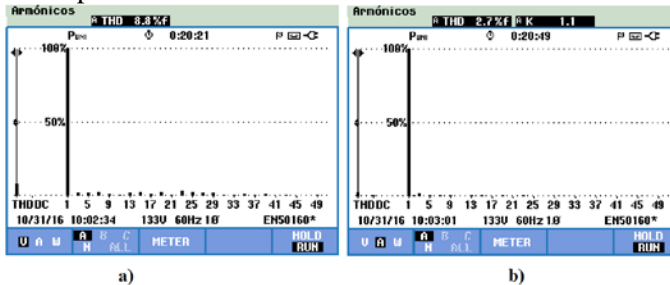 Armónicos
A THD 8.8%f
PUNI 0:20:21
100%
50%
THDDC 1 5 9 13 17 21 25 29 33 37 41 45 49
10/31/16 10:02:34 133V 60Hz 1Ø EN50160*
V A W A B C N ALL METER HOLD RUN
a)
Armónicos
A THD 2.7%f A K 1.1
PUNI 0:20:49
100%
50%
THDDC 1 5 9 13 17 21 25 29 33 37 41 45 49
10/31/16 10:03:01 133V 60Hz 1Ø EN50160*
V A W A B C N ALL METER HOLD RUN
b)